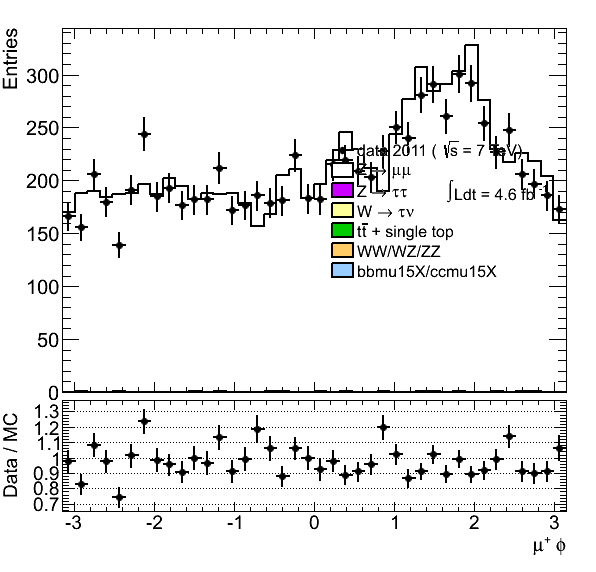 Entries
300
250
200
150
100
50
0
data 2011 ( √s = 7 TeV)
Z → μμ
Z → ττ
∫Ldt = 4.6 fb
W → τν
tt̄ + single top
WW/WZ/ZZ
bbmu15X/ccmu15X
Data / MC
1.3
1.2
1.1
1
0.9
0.8
0.7
-3 -2 -1 0 1 2 3
μ⁺ ϕ